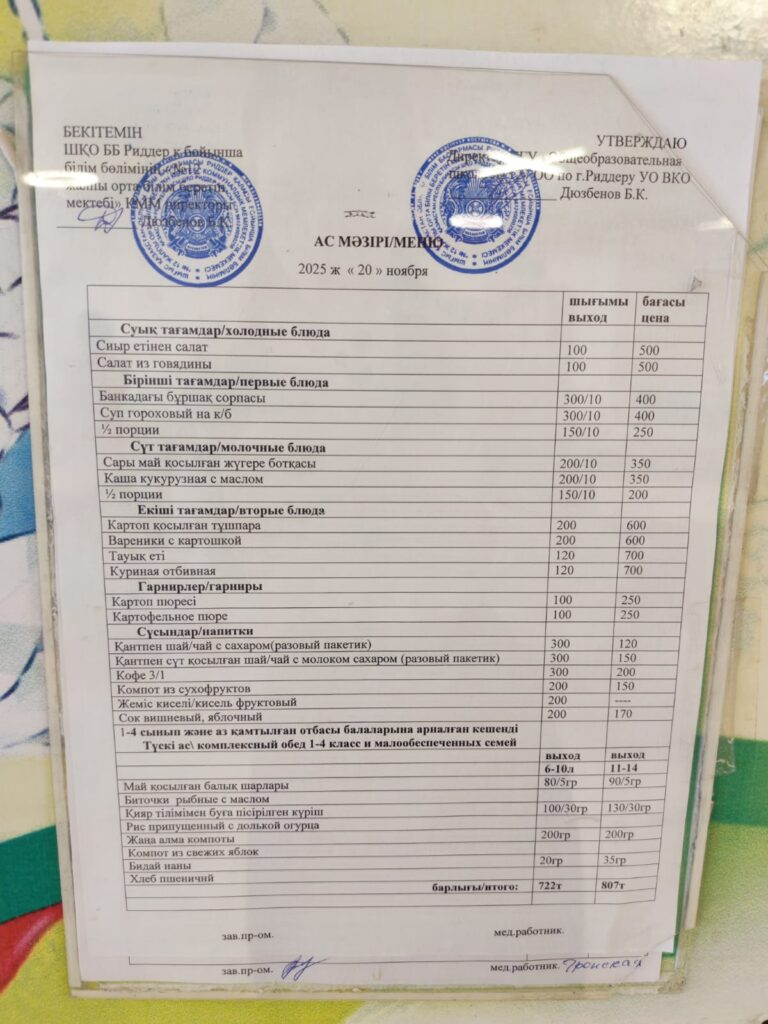 БЕКІТЕМІН
ШҚО ББ Риддер қ бойынша
білім бөлімінің
жалпы орта білім беретін
мектебі» КММ директоры
Дюзбенов Б.К.
УТВЕРЖДАЮ
Общеобразовательная
по г.Риддеру УО ВКО
Дюзбенов Б.К.
АС МӘЗІРІ/МЕНЮ
2025 ж « 20 » ноября
шығымы выход бағасы цена
Суық тағамдар/холодные блюда
Сиыр етінен салат 100 500
Салат из говядины 100 500
Бірінші тағамдар/первые блюда
Банкадағы бұршақ сорпасы 300/10 400
Суп гороховый на к/б 300/10 400
½ порции 150/10 250
Сүт тағамдар/молочные блюда
Сары май қосылған жүгере ботқасы 200/10 350
Каша кукурузная с маслом 200/10 350
½ порции 150/10 200
Екіші тағамдар/вторые блюда
Картоп қосылған тұшпара 200 600
Вареники с картошкой 200 600
Тауық еті 120 700
Куриная отбивная 120 700
Гарнирлер/гарниры
Картоп пюресі 100 250
Картофельное пюре 100 250
Сусындар/напитки
Қантпен шай/чай с сахаром(разовый пакетик) 300 120
Қантпен сүт қосылған шай/чай с молоком сахаром (разовый пакетик) 300 150
Кофе 3/1 300 200
Компот из сухофруктов 200 150
Жеміс киселі/кисель фруктовый 200 ----
Сок вишневый, яблочный 200 170
1-4 сынып және аз қамтылған отбасы балаларына арналған кешенді
Түскі ас\ комплексный обед 1-4 класс и малообеспеченных семей
выход выход
6-10л 11-14
Май қосылған балық шарлары 80/5гр 90/5гр
Биточки рыбные с маслом
Қияр тілімімен буға пісірілген күріш 100/30гр 130/30гр
Рис припущенный с долькой огурца
Жаңа алма компоты 200гр 200гр
Компот из свежих яблок
Бидай наны 20гр 35гр
Хлеб пшеничнй
барлығы/итого: 722т 807т
зав.пр-ом. мед.работник.
зав.пр-ом. мед.работник.